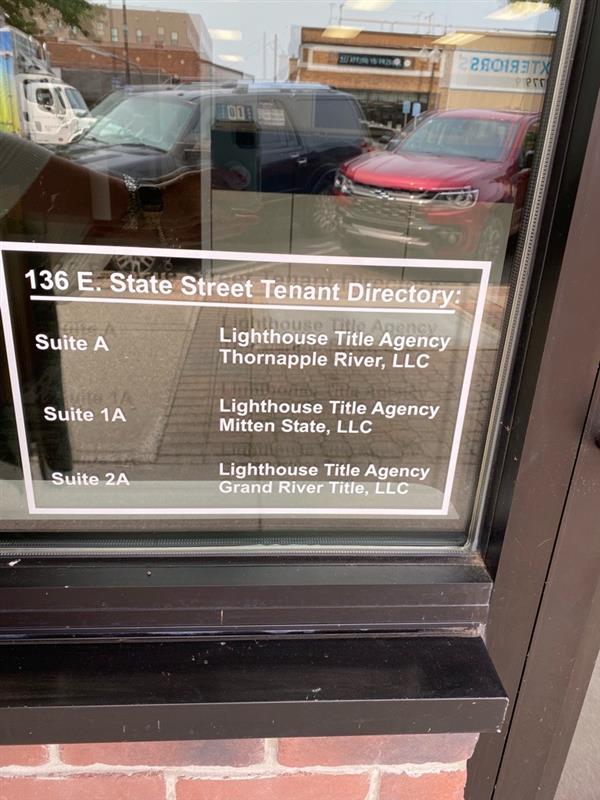 EXTERIORS
136 E. State Street Tenant Directory:
Suite A Lighthouse Title Agency
Thornapple River, LLC
Suite 1A Lighthouse Title Agency
Mitten State, LLC
Suite 2A Lighthouse Title Agency
Grand River Title, LLC